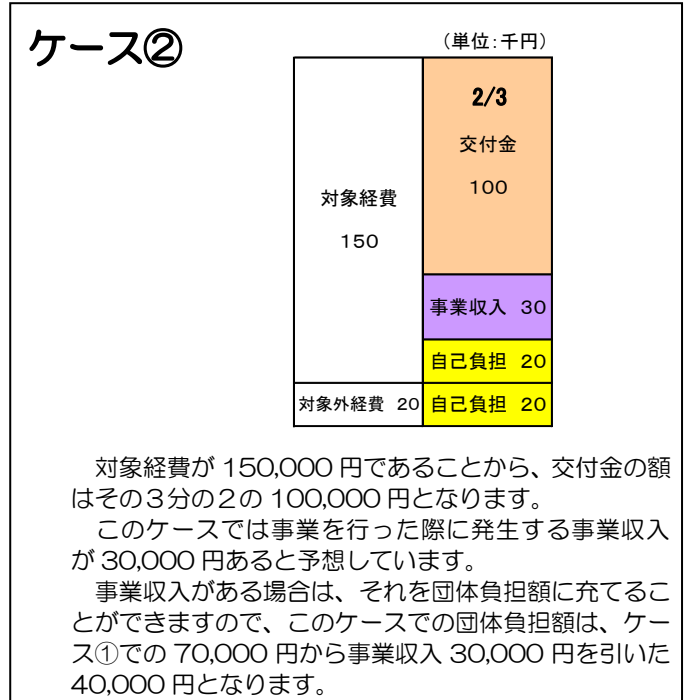 ケース②
（単位:千円）
2/3
交付金
100
対象経費
150
事業収入 30
自己負担 20
対象外経費 20
自己負担 20
対象経費が 150,000 円であることから、交付金の額
はその３分の２の 100,000 円となります。
このケースでは事業を行った際に発生する事業収入
が 30,000 円あると予想しています。
事業収入がある場合は、それを団体負担額に充てるこ
とができますので、このケースでの団体負担額は、ケー
ス①での 70,000 円から事業収入 30,000 円を引いた
40,000 円となります。